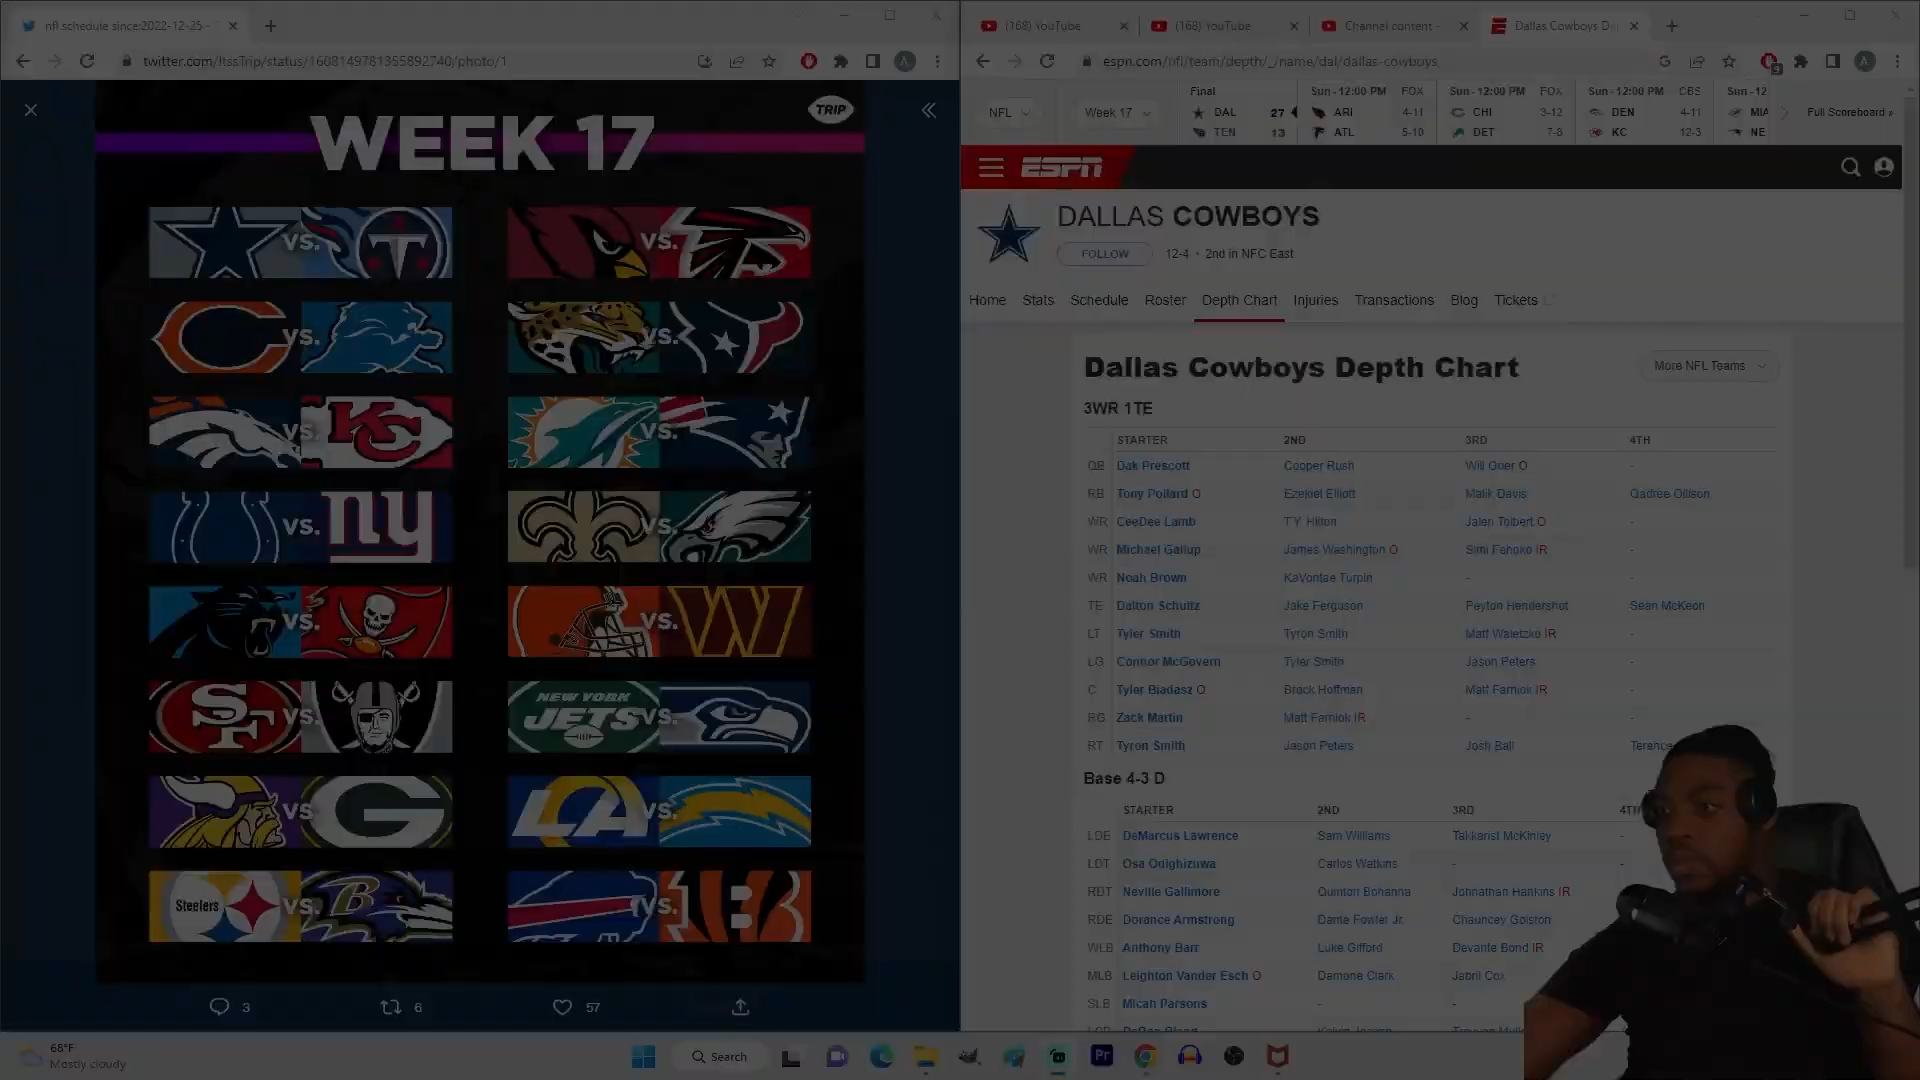 nfl schedule since:2022-12-25 -
twitter.com/ItssTrip/status/1608149781355892740/photo/1
TRIP
WEEK 17
VS. VS.
VS. VS.
VS. VS.
VS. ny VS.
VS. VS. W
SF VS. NEW YORK JETS VS.
VS G LA VS.
Steelers VS. B VS. B
3 6 57
68°F
Mostly cloudy
Search
Pr
(168) YouTube (168) YouTube Channel content - Dallas Cowboys De
espn.com/nfl/team/depth/_/name/dal/dallas-cowboys
NFL Week 17
Final Sun - 12:00 PM FOX Sun - 12:00 PM FOX Sun - 12:00 PM CBS Sun - 12
DAL 27 ARI 4-11 CHI 3-12 DEN 4-11 MIA Full Scoreboard »
TEN 13 ATL 5-10 DET 7-8 KC 12-3 NE
ESPN
DALLAS COWBOYS
FOLLOW 12-4 • 2nd in NFC East
Home Stats Schedule Roster Depth Chart Injuries Transactions Blog Tickets
Dallas Cowboys Depth Chart More NFL Teams
3WR 1TE
STARTER 2ND 3RD 4TH
QB Dak Prescott Cooper Rush Will Grier O -
RB Tony Pollard O Ezekiel Elliott Malik Davis Qadree Ollison
WR CeeDee Lamb T.Y. Hilton Jalen Tolbert O -
WR Michael Gallup James Washington O Simi Fehoko IR -
WR Noah Brown KaVontae Turpin - -
TE Dalton Schultz Jake Ferguson Peyton Hendershot Sean McKeon
LT Tyler Smith Tyron Smith Matt Waletzko IR -
LG Connor McGovern Tyler Smith Jason Peters -
C Tyler Biadasz O Brock Hoffman Matt Farniok IR -
RG Zack Martin Matt Farniok IR - -
RT Tyron Smith Jason Peters Josh Ball Terence
Base 4-3 D
STARTER 2ND 3RD 4TH
LDE DeMarcus Lawrence Sam Williams Takkarist McKinley -
LDT Osa Odighizuwa Carlos Watkins - -
RDT Neville Gallimore Quinton Bohanna Johnathan Hankins IR
RDE Dorance Armstrong Dante Fowler Jr. Chauncey Golston
WLB Anthony Barr Luke Gifford Devante Bond IR
MLB Leighton Vander Esch O Damone Clark Jabril Cox
SLB Micah Parsons - -